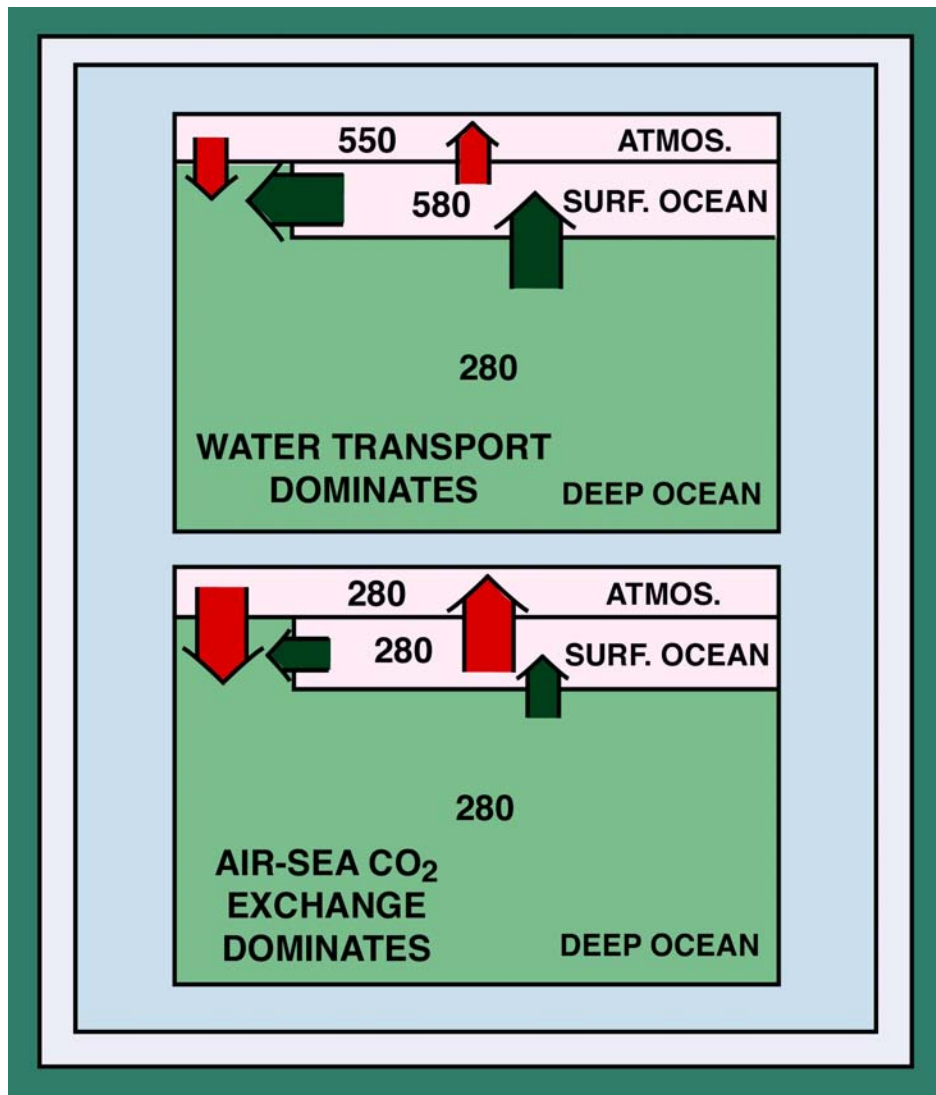 550 ATMOS.
580 SURF. OCEAN
280
WATER TRANSPORT
DOMINATES
DEEP OCEAN
280 ATMOS.
280 SURF. OCEAN
280
AIR-SEA CO₂
EXCHANGE
DOMINATES
DEEP OCEAN